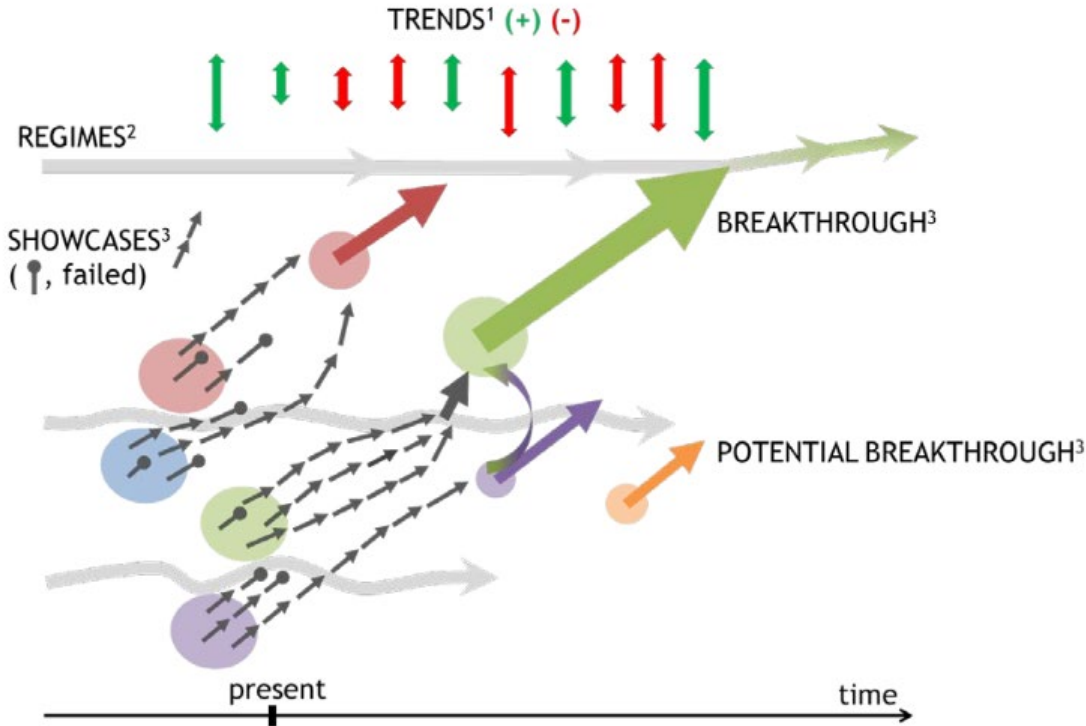 TRENDS¹ (+) (-)
REGIMES²
SHOWCASES³
( , failed)
BREAKTHROUGH³
POTENTIAL BREAKTHROUGH³
present
time